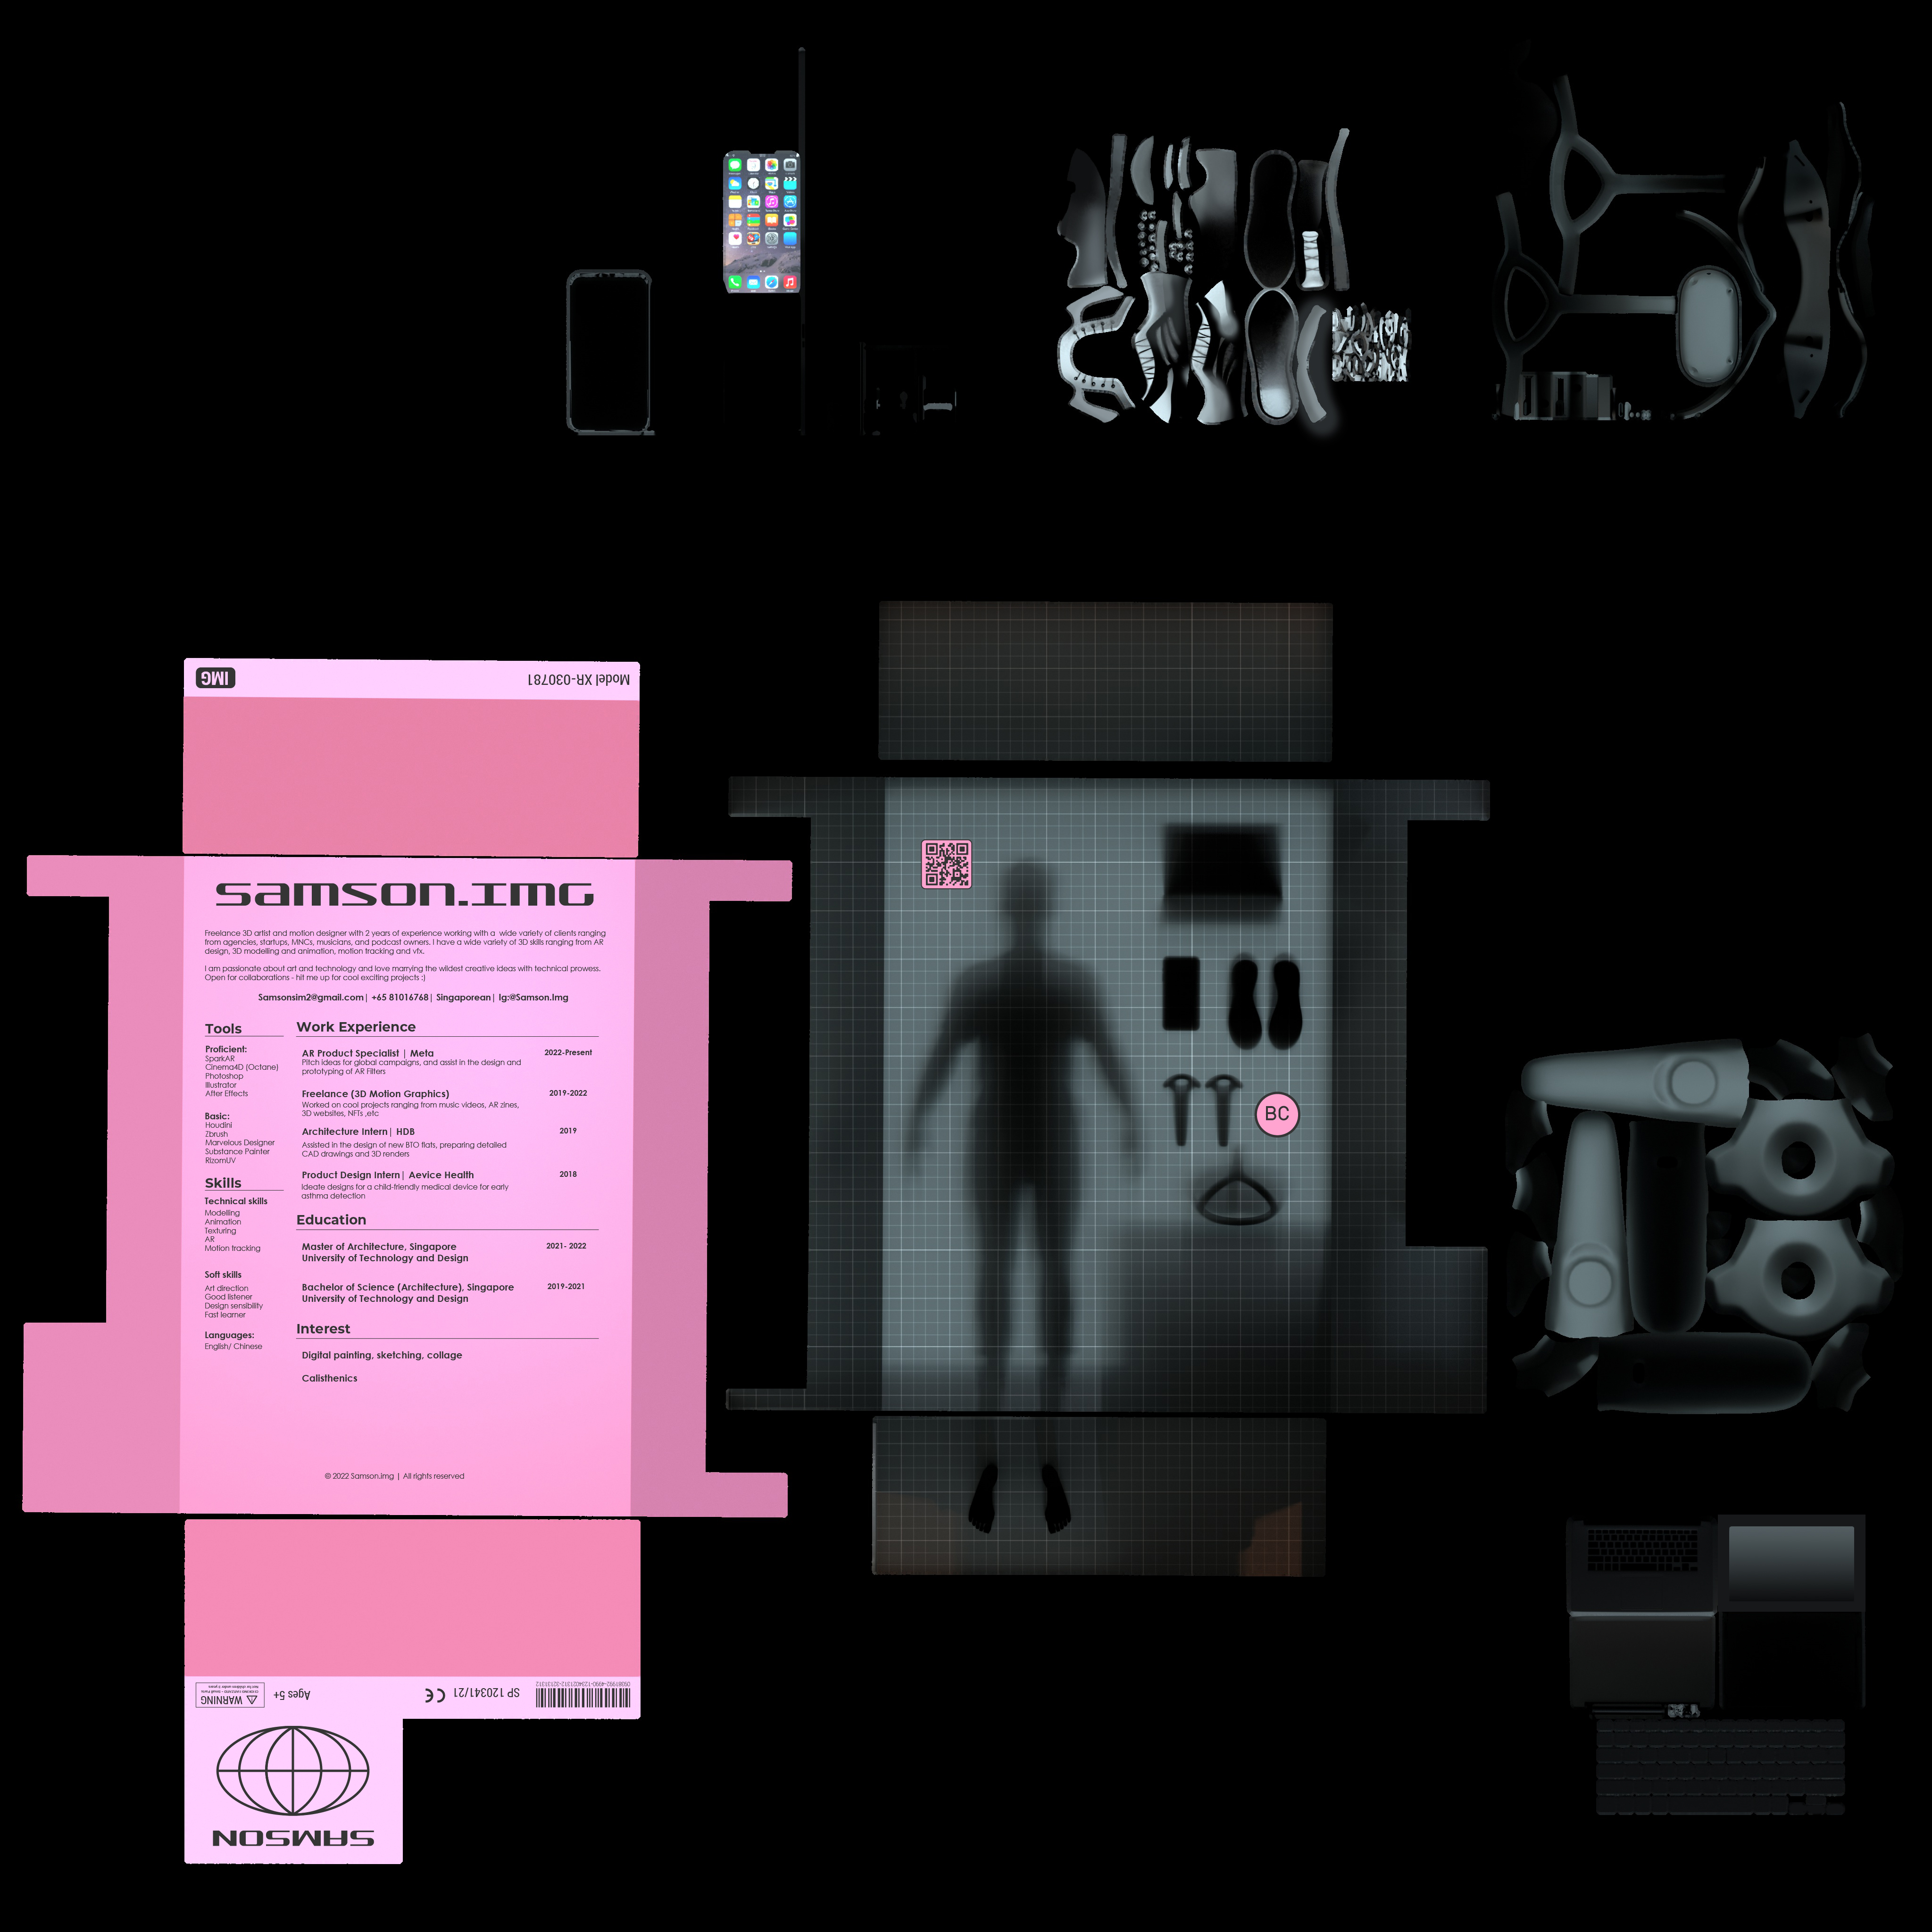 IMG
Model XR-030781
samson.img
Freelance 3D artist and motion designer with 2 years of experience working with a wide variety of clients ranging
from agencies, startups, MNCs, musicians, and podcast owners. I have a wide variety of 3D skills ranging from AR
design, 3D modelling and animation, motion tracking and vfx.
I am passionate about art and technology and love marrying the wildest creative ideas with technical prowess.
Open for collaborations - hit me up for cool exciting projects :)
Samsonsim2@gmail.com| +65 81016768| Singaporean| Ig:@Samson.Img
Tools
Proficient:
SparkAR
Cinema4D (Octane)
Photoshop
Illustrator
After Effects
Basic:
Houdini
Zbrush
Marvelous Designer
Substance Painter
RizomUV
Skills
Technical skills
Modelling
Animation
Texturing
AR
Motion tracking
Soft skills
Art direction
Good listener
Design sensibility
Fast learner
Languages:
English/ Chinese
Work Experience
AR Product Specialist | Meta
2022-Present
Pitch ideas for global campaigns, and assist in the design and
prototyping of AR Filters
Freelance (3D Motion Graphics)
2019-2022
Worked on cool projects ranging from music videos, AR zines,
3D websites, NFTs ,etc
Architecture Intern| HDB
2019
Assisted in the design of new BTO flats, preparing detailed
CAD drawings and 3D renders
Product Design Intern| Aevice Health
2018
Ideate designs for a child-friendly medical device for early
asthma detection
Education
Master of Architecture, Singapore
University of Technology and Design
2021- 2022
Bachelor of Science (Architecture), Singapore
University of Technology and Design
2019-2021
Interest
Digital painting, sketching, collage
Calisthenics
© 2022 Samson.img | All rights reserved
BC
WARNING
Ages 5+
CE
SP 120341/21
SAMSON